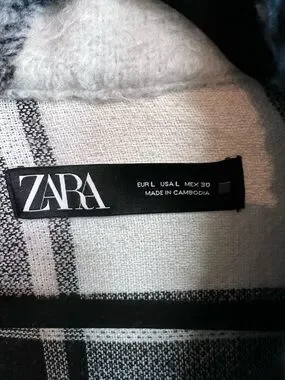 ZARA
EUR L USA L MEX 30
MADE IN CAMBODIA